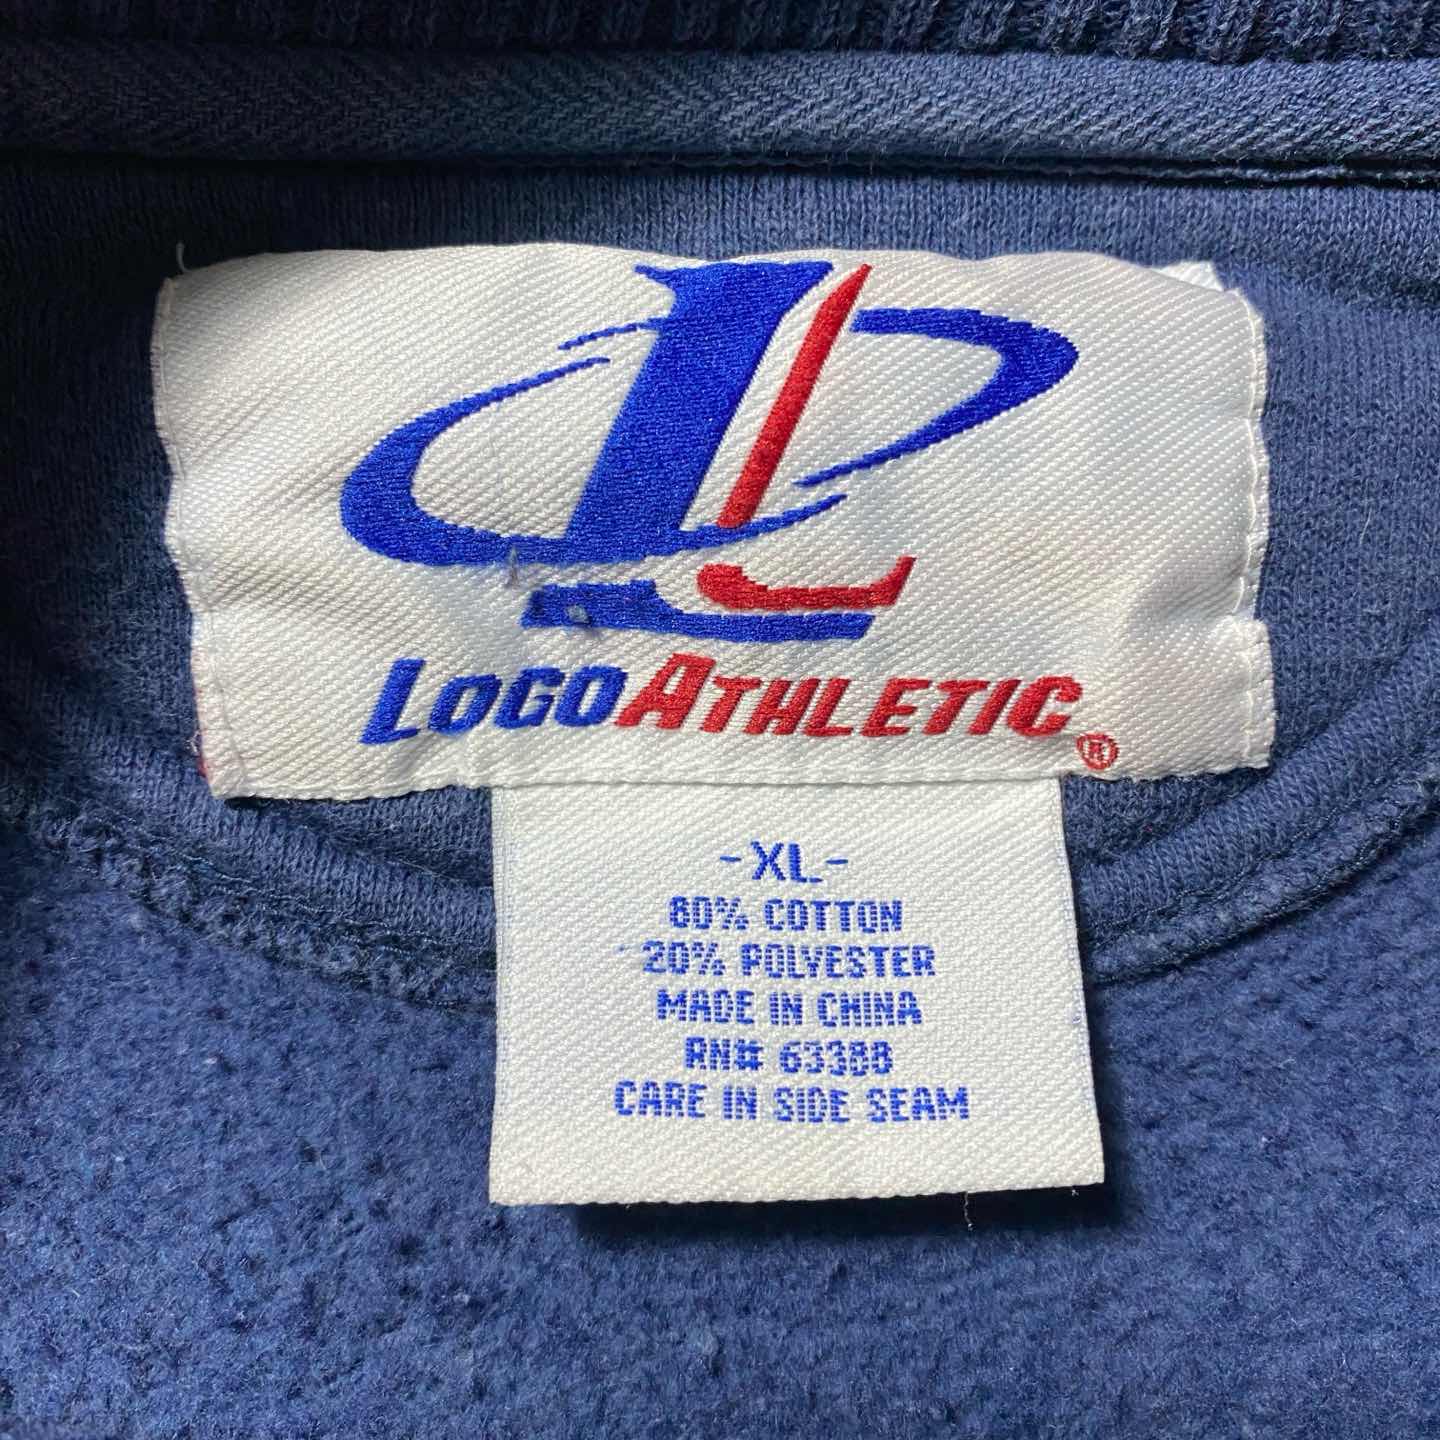 LOGOATHLETIC®
-XL-
80% COTTON
20% POLYESTER
MADE IN CHINA
RN# 63388
CARE IN SIDE SEAM